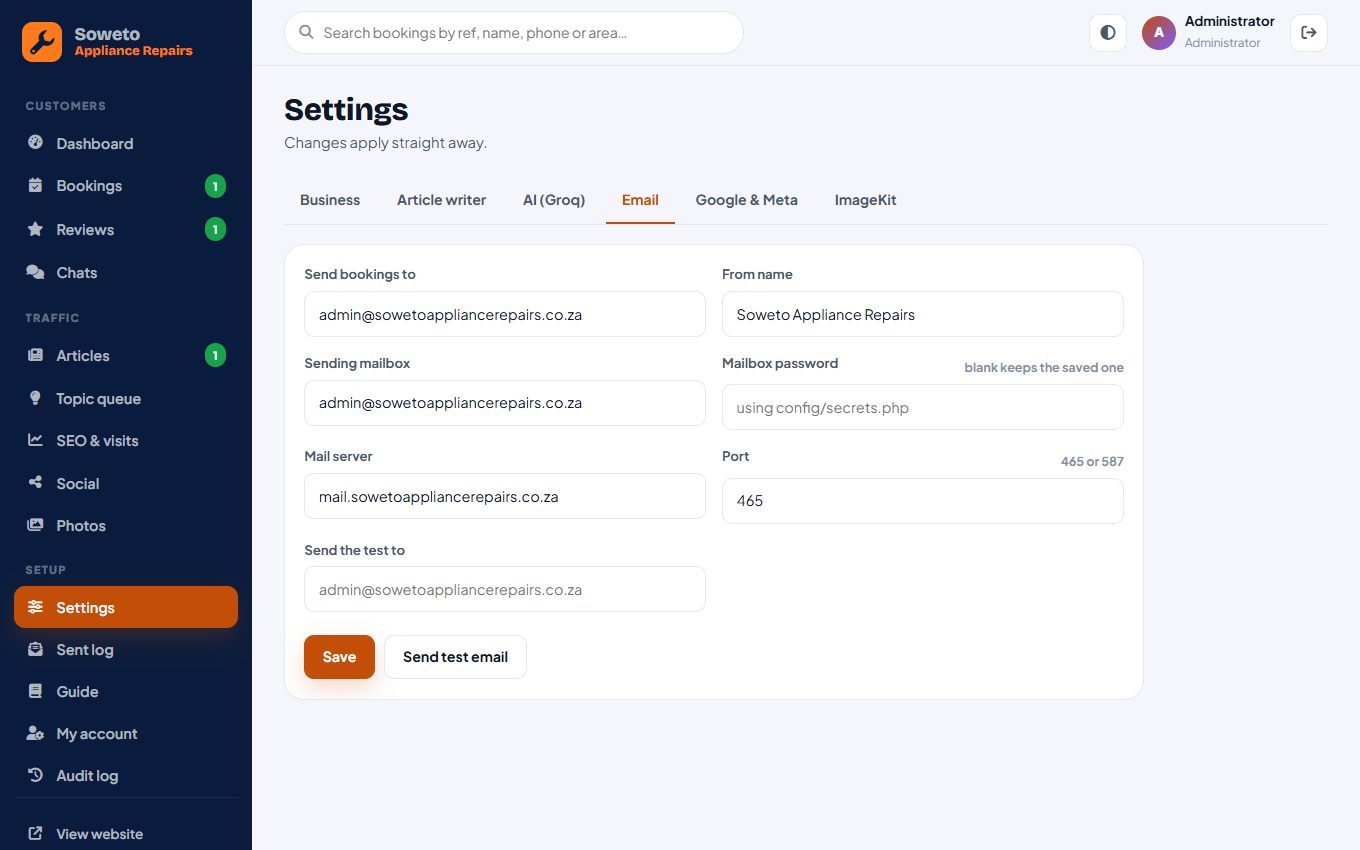 Soweto
Appliance Repairs
Search bookings by ref, name, phone or area...
A
Administrator
Administrator
CUSTOMERS
Dashboard
Bookings 1
Reviews 1
Chats
TRAFFIC
Articles 1
Topic queue
SEO & visits
Social
Photos
SETUP
Settings
Sent log
Guide
My account
Audit log
View website
Settings
Changes apply straight away.
Business Article writer AI (Groq) Email Google & Meta ImageKit
Send bookings to
admin@sowetoappliancerepairs.co.za
From name
Soweto Appliance Repairs
Sending mailbox
admin@sowetoappliancerepairs.co.za
Mailbox password blank keeps the saved one
using config/secrets.php
Mail server
mail.sowetoappliancerepairs.co.za
Port 465 or 587
465
Send the test to
admin@sowetoappliancerepairs.co.za
Save Send test email